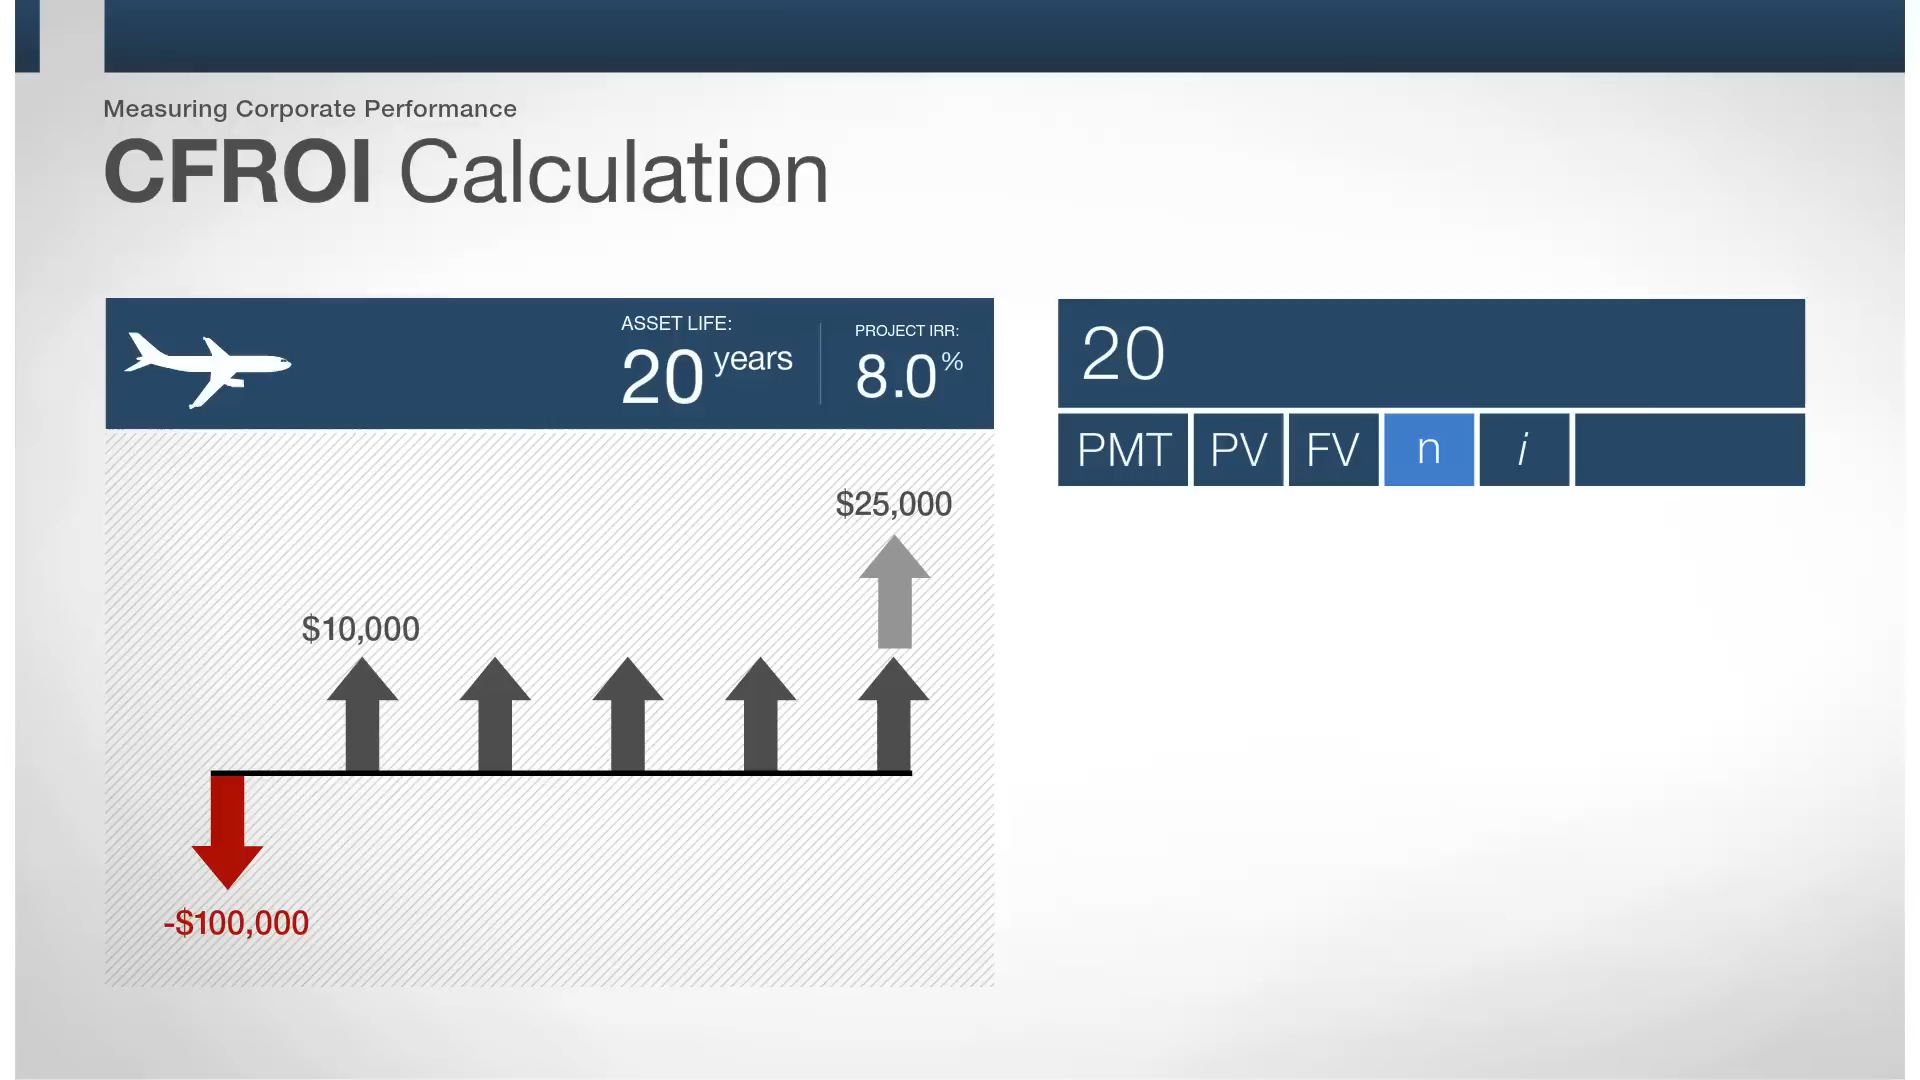 Measuring Corporate Performance
CFROI Calculation
ASSET LIFE:
20 years
PROJECT IRR:
8.0%
20
PMT PV FV n i
$25,000
$10,000
-$100,000